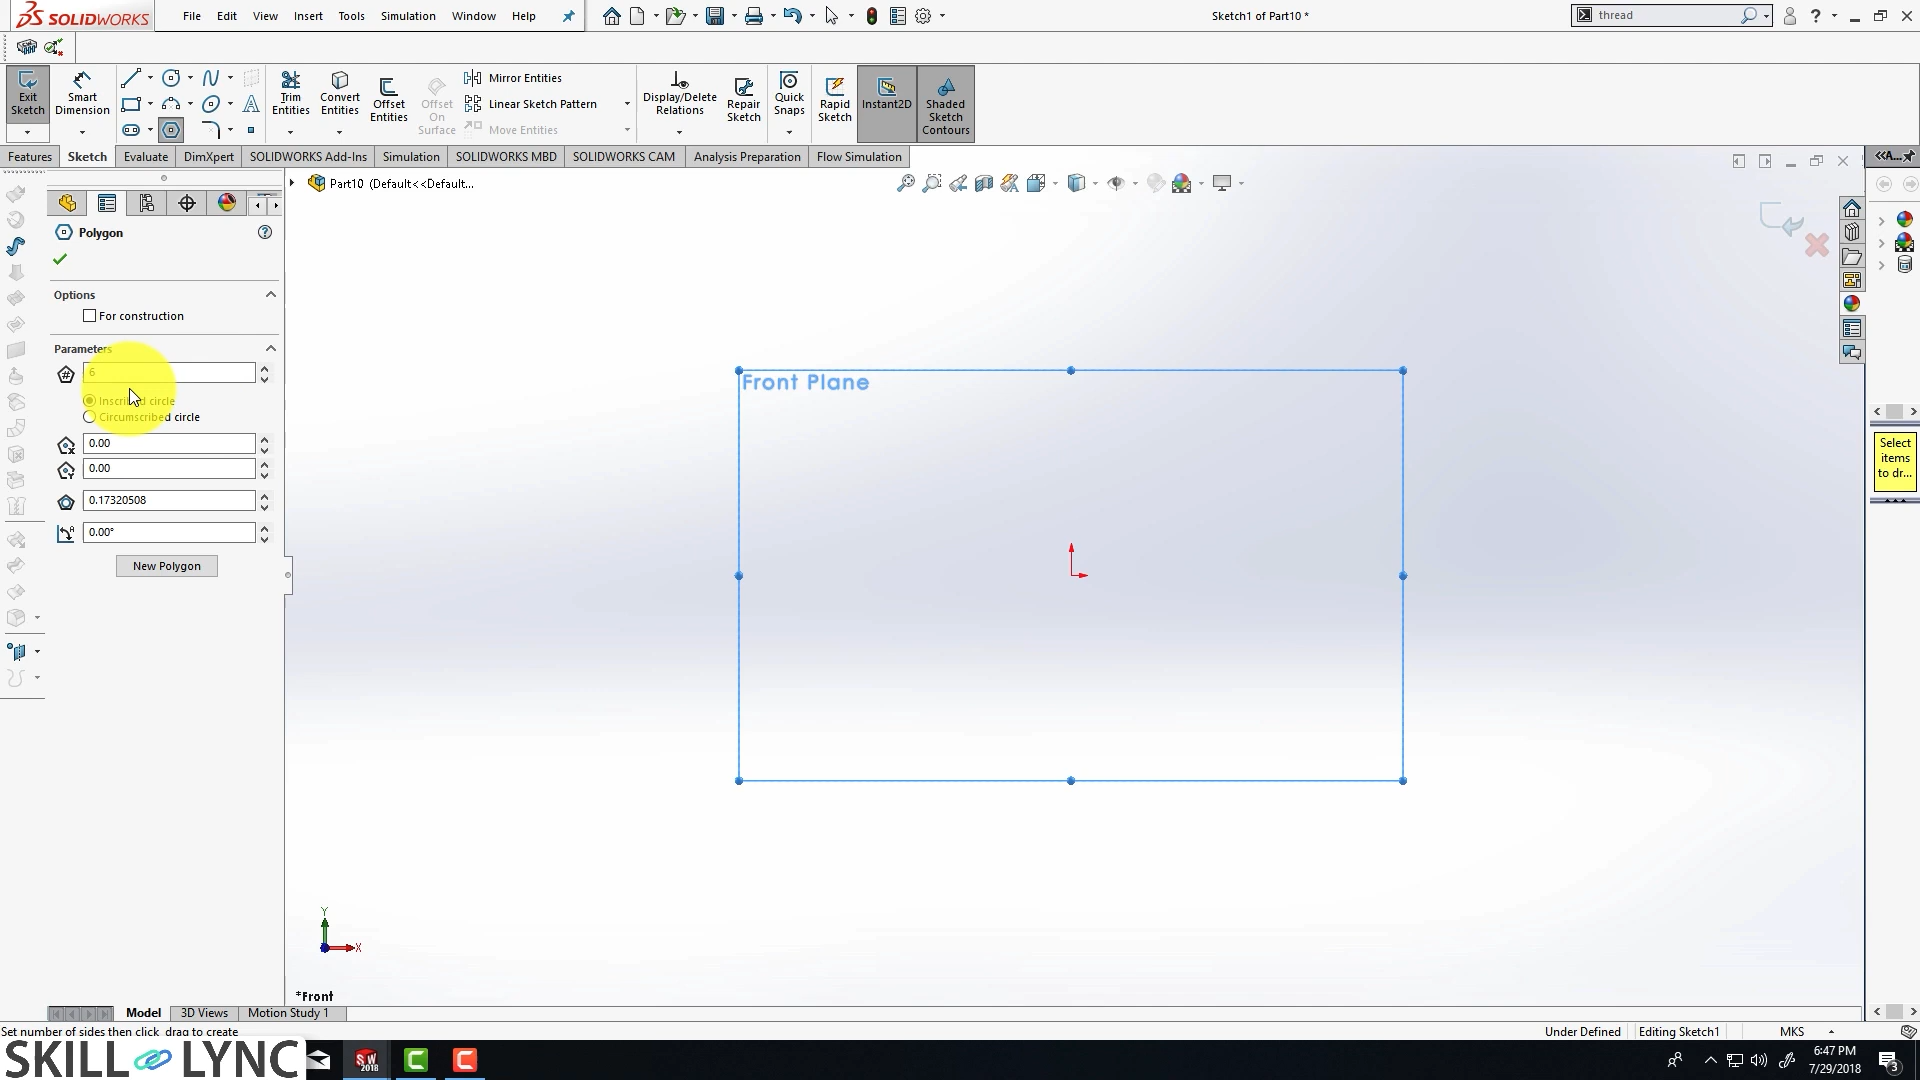 SOLIDWORKS File Edit View Insert Tools Simulation Window Help Sketch1 of Part10 * thread
Exit Sketch
Smart Dimension
Trim Entities
Convert Entities
Offset Entities
Offset On Surface
Mirror Entities
Linear Sketch Pattern
Move Entities
Display/Delete Relations
Repair Sketch
Quick Snaps
Rapid Sketch
Instant2D
Shaded Sketch Contours
Features Sketch Evaluate DimXpert SOLIDWORKS Add-Ins Simulation SOLIDWORKS MBD SOLIDWORKS CAM Analysis Preparation Flow Simulation
«A...
Part10 (Default<<Default...
Polygon
Options
For construction
Parameters
6
Inscribed circle
Circumscribed circle
0.00
0.00
0.17320508
0.00°
New Polygon
Front Plane
Select
items
to dr...
Y
X
*Front
Model 3D Views Motion Study 1
Set number of sides then click drag to create
Under Defined Editing Sketch1 MKS
SKILL LYNC
SW 2018
6:47 PM
7/29/2018
3